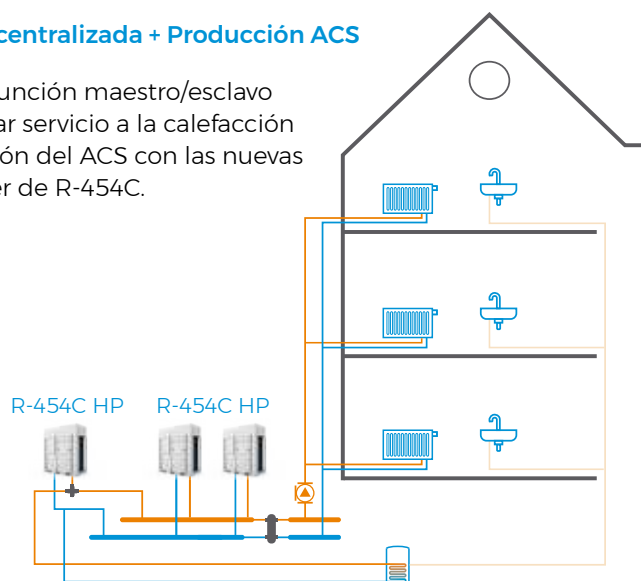 centralizada + Producción ACS
unción maestro/esclavo
ar servicio a la calefacción
ón del ACS con las nuevas
er de R-454C.
R-454C HP
R-454C HP